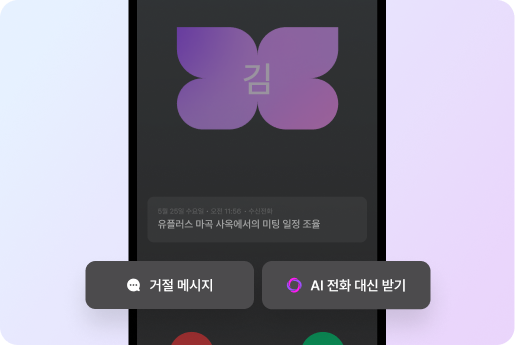 김
5월 25일 수요일 • 오전 11:56 • 수신전화
유플러스 마곡 사옥에서의 미팅 일정 조율
거절 메시지
AI 전화 대신 받기